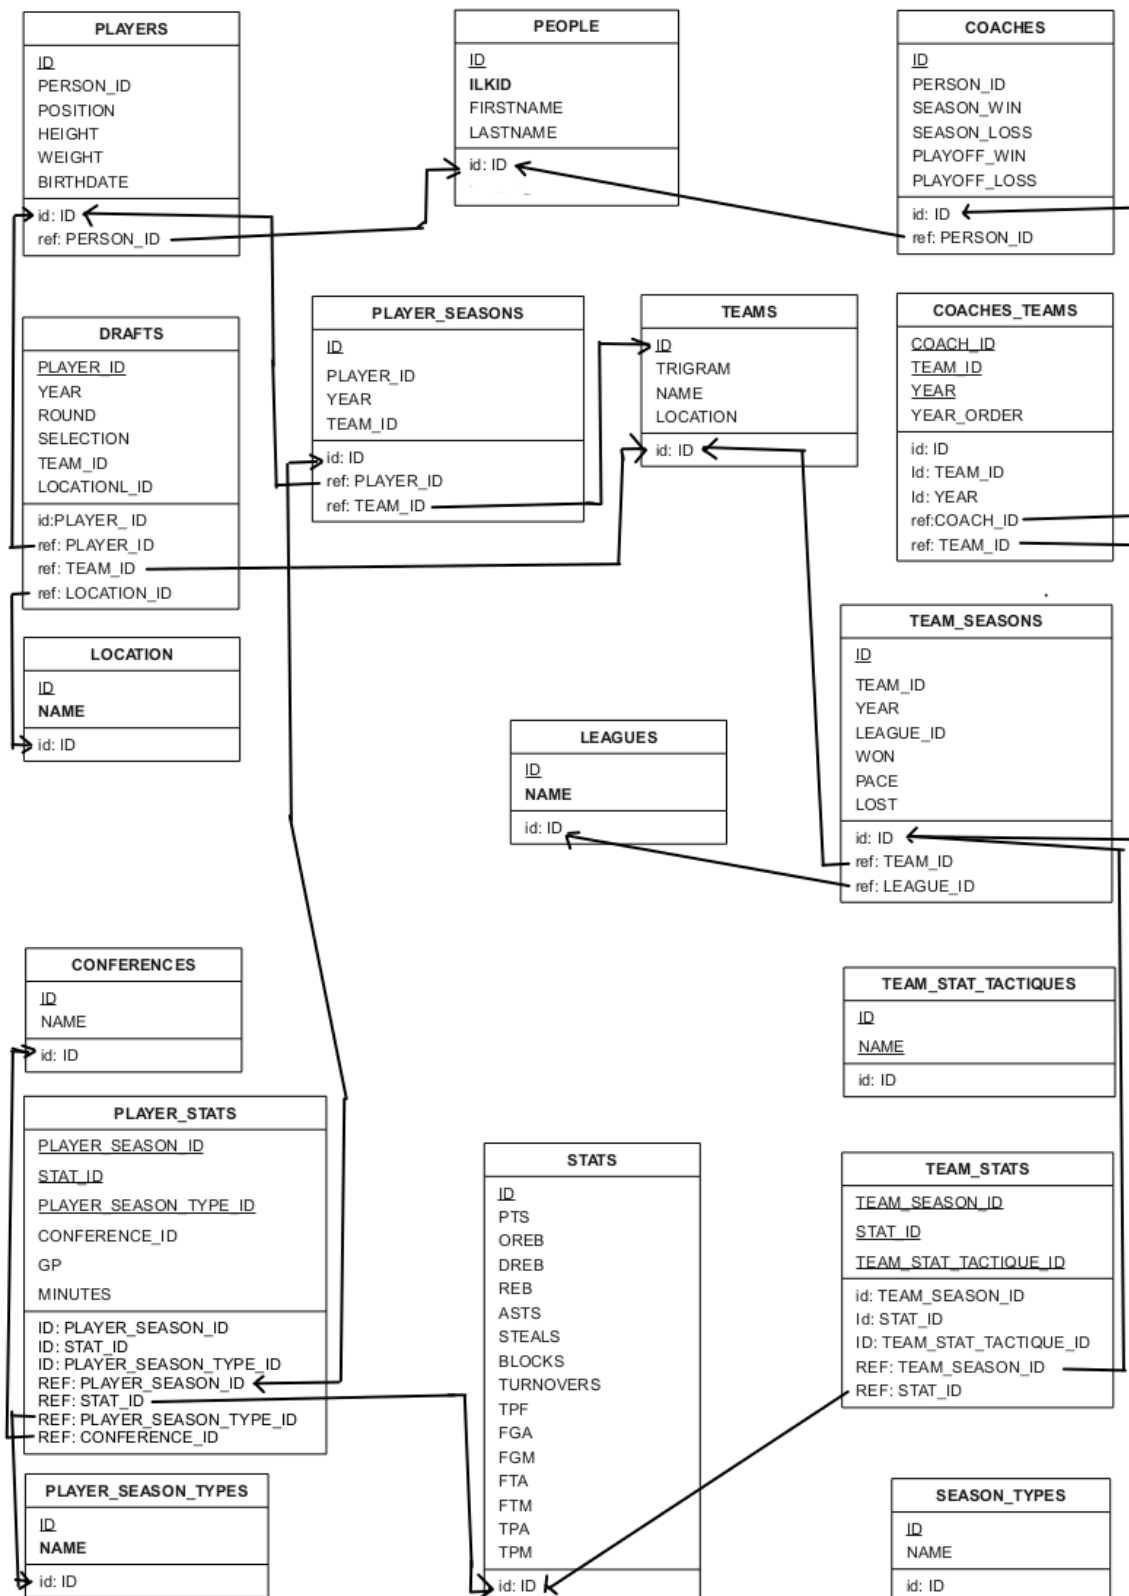 PLAYERS
ID
PERSON_ID
POSITION
HEIGHT
WEIGHT
BIRTHDATE
id: ID
ref: PERSON_ID
PEOPLE
ID
ILKID
FIRSTNAME
LASTNAME
id: ID
COACHES
ID
PERSON_ID
SEASON_WIN
SEASON_LOSS
PLAYOFF_WIN
PLAYOFF_LOSS
id: ID
ref: PERSON_ID
DRAFTS
PLAYER_ID
YEAR
ROUND
SELECTION
TEAM_ID
LOCATIONL_ID
id:PLAYER_ID
ref: PLAYER_ID
ref: TEAM_ID
ref: LOCATION_ID
PLAYER_SEASONS
ID
PLAYER_ID
YEAR
TEAM_ID
id: ID
ref: PLAYER_ID
ref: TEAM_ID
TEAMS
ID
TRIGRAM
NAME
LOCATION
id: ID
COACHES_TEAMS
COACH_ID
TEAM_ID
YEAR
YEAR_ORDER
id: ID
Id: TEAM_ID
Id: YEAR
ref:COACH_ID
ref: TEAM_ID
LOCATION
ID
NAME
id: ID
LEAGUES
ID
NAME
id: ID
TEAM_SEASONS
ID
TEAM_ID
YEAR
LEAGUE_ID
WON
PACE
LOST
id: ID
ref: TEAM_ID
ref: LEAGUE_ID
CONFERENCES
ID
NAME
id: ID
TEAM_STAT_TACTIQUES
ID
NAME
id: ID
PLAYER_STATS
PLAYER_SEASON_ID
STAT_ID
PLAYER_SEASON_TYPE_ID
CONFERENCE_ID
GP
MINUTES
ID: PLAYER_SEASON_ID
ID: STAT_ID
ID: PLAYER_SEASON_TYPE_ID
REF: PLAYER_SEASON_ID
REF: STAT_ID
REF: PLAYER_SEASON_TYPE_ID
REF: CONFERENCE_ID
STATS
ID
PTS
OREB
DREB
REB
ASTS
STEALS
BLOCKS
TURNOVERS
TPF
FGA
FGM
FTA
FTM
TPA
TPM
id: ID
TEAM_STATS
TEAM_SEASON_ID
STAT_ID
TEAM_STAT_TACTIQUE_ID
id: TEAM_SEASON_ID
Id: STAT_ID
ID: TEAM_STAT_TACTIQUE_ID
REF: TEAM_SEASON_ID
REF: STAT_ID
PLAYER_SEASON_TYPES
ID
NAME
id: ID
SEASON_TYPES
ID
NAME
id: ID